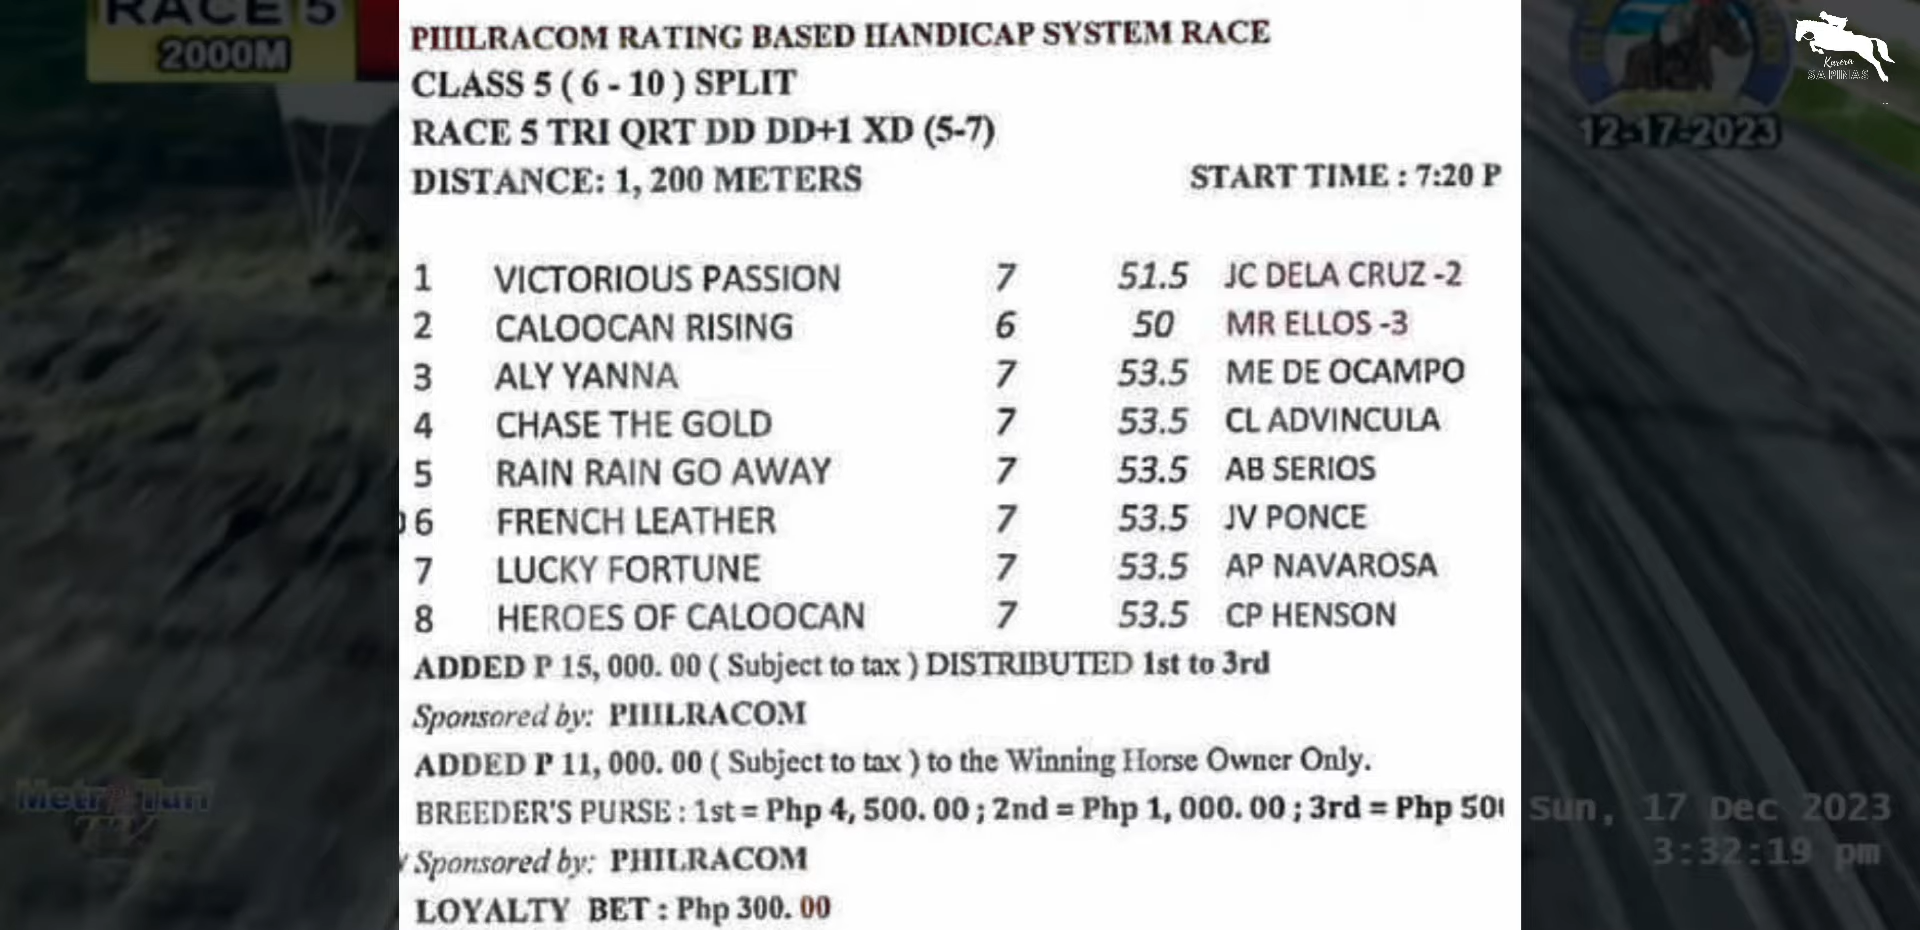 RACE 5
2000M
PHILRACOM RATING BASED HANDICAP SYSTEM RACE
CLASS 5 ( 6 - 10 ) SPLIT
RACE 5 TRI QRT DD DD+1 XD (5-7)
DISTANCE: 1, 200 METERS START TIME : 7:20 P
1 VICTORIOUS PASSION 7 51.5 JC DELA CRUZ -2
2 CALOOCAN RISING 6 50 MR ELLOS -3
3 ALY YANNA 7 53.5 ME DE OCAMPO
4 CHASE THE GOLD 7 53.5 CL ADVINCULA
5 RAIN RAIN GO AWAY 7 53.5 AB SERIOS
6 FRENCH LEATHER 7 53.5 JV PONCE
7 LUCKY FORTUNE 7 53.5 AP NAVAROSA
8 HEROES OF CALOOCAN 7 53.5 CP HENSON
ADDED P 15, 000. 00 ( Subject to tax ) DISTRIBUTED 1st to 3rd
Sponsored by: PHILRACOM
ADDED P 11, 000. 00 ( Subject to tax ) to the Winning Horse Owner Only.
BREEDER'S PURSE : 1st = Php 4, 500. 00 ; 2nd = Php 1, 000. 00 ; 3rd = Php
Sponsored by: PHILRACOM
LOYALTY BET : Php 300. 00
Karera
SA PINAS
12-17-2023
MetroTurf
Sun, 17 Dec 2023
3:32:19 pm